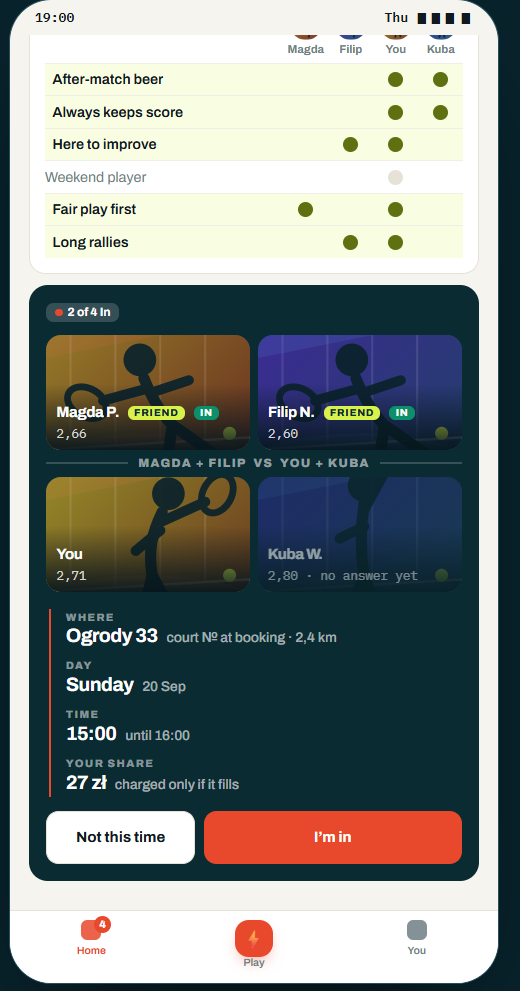 19:00 Thu
Magda Filip You Kuba
After-match beer
Always keeps score
Here to improve
Weekend player
Fair play first
Long rallies
2 of 4 In
Magda P. FRIEND IN
2,66
Filip N. FRIEND IN
2,60
MAGDA + FILIP VS YOU + KUBA
You
2,71
Kuba W.
2,80 · no answer yet
WHERE
Ogrody 33 court № at booking · 2,4 km
DAY
Sunday 20 Sep
TIME
15:00 until 16:00
YOUR SHARE
27 zł charged only if it fills
Not this time
I'm in
4
Home
Play
You